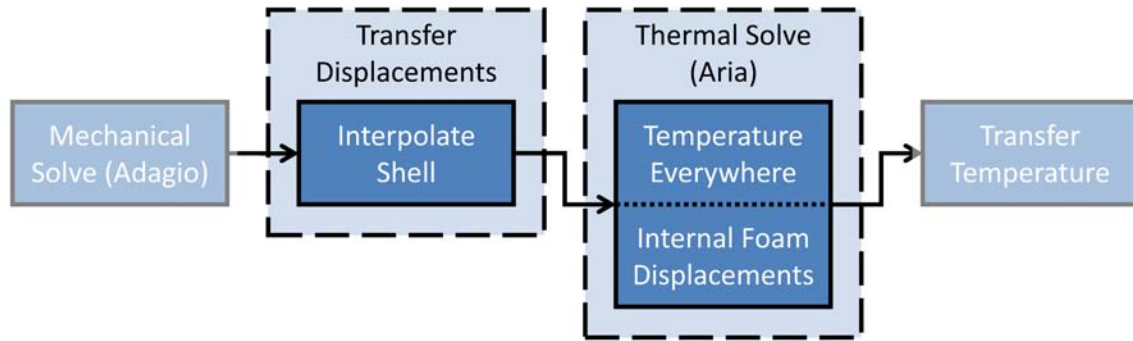 Mechanical
Solve (Adagio)
Transfer
Displacements
Interpolate
Shell
Thermal Solve
(Aria)
Temperature
Everywhere
Internal Foam
Displacements
Transfer
Temperature